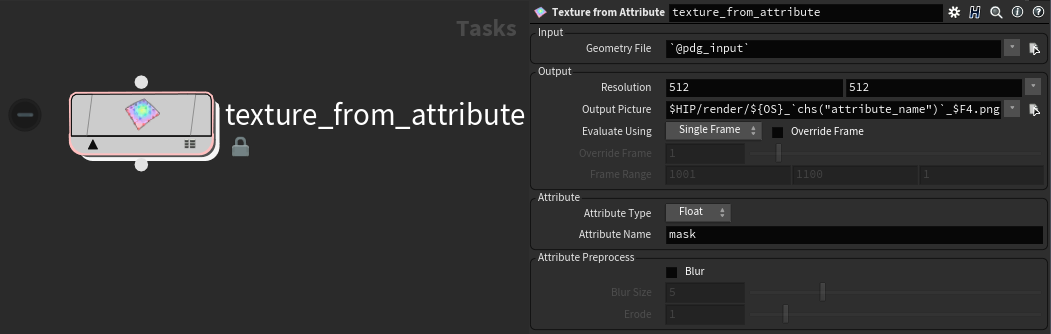 Tasks
texture_from_attribute
Texture from Attribute texture_from_attribute
Input
Geometry File `@pdg_input`
Output
Resolution 512 512
Output Picture $HIP/render/${OS}_`chs("attribute_name")`_$F4.png
Evaluate Using Single Frame Override Frame
Override Frame 1
Frame Range 1001 1100 1
Attribute
Attribute Type Float
Attribute Name mask
Attribute Preprocess
Blur
Blur Size 5
Erode 1